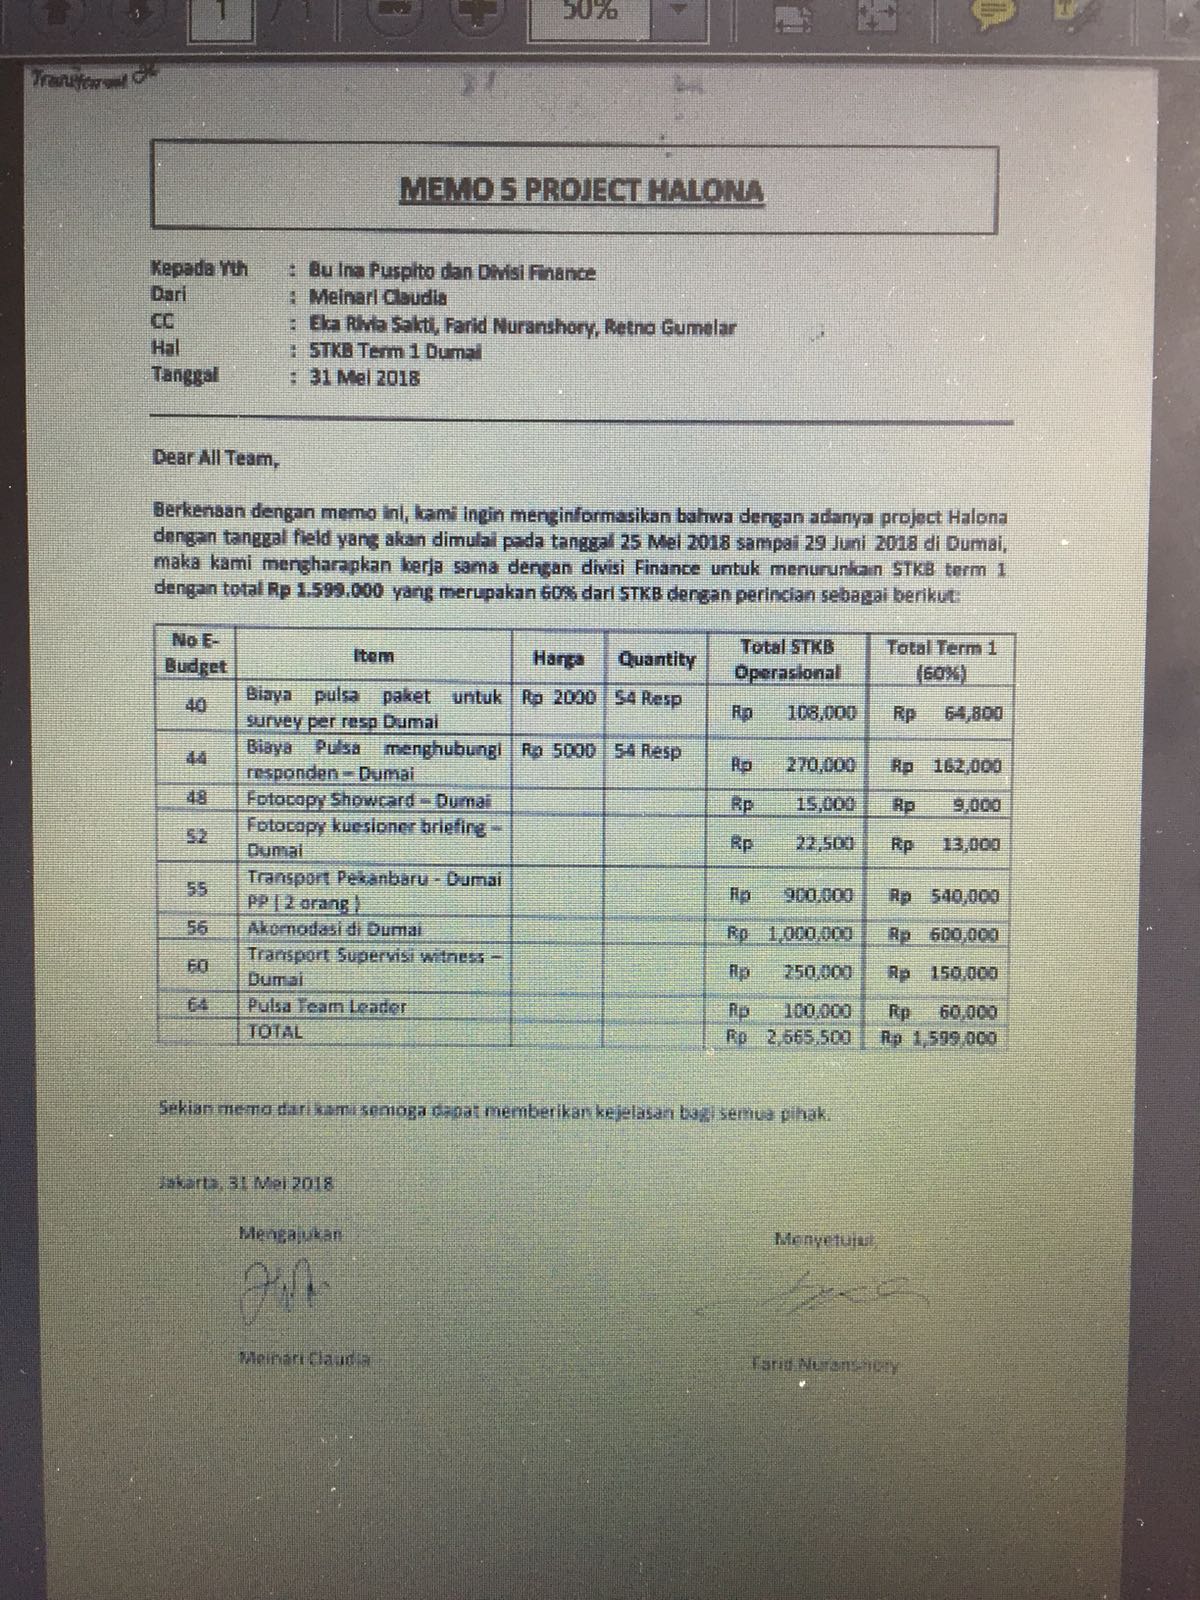 1 / 1 50%
MEMO 5 PROJECT HALONA
Kepada Yth : Bu Ina Puspito dan Divisi Finance
Dari : Meinari Claudia
CC : Eka Rivia Sakti, Farid Nuranshory, Retno Gumelar
Hal : STKB Term 1 Dumai
Tanggal : 31 Mei 2018
Dear All Team,
Berkenaan dengan memo ini, kami ingin menginformasikan bahwa dengan adanya project Halona
dengan tanggal field yang akan dimulai pada tanggal 25 Mei 2018 sampai 29 Juni 2018 di Dumai,
maka kami mengharapkan kerja sama dengan divisi Finance untuk menurunkan STKB term 1
dengan total Rp 1.599.000 yang merupakan 60% dari STKB dengan perincian sebagai berikut:
No E-Budget Item Harga Quantity Total STKB Operasional Total Term 1 (60%)
40 Biaya pulsa paket untuk survey per resp Dumai Rp 2000 54 Resp Rp 108,000 Rp 64,800
44 Biaya Pulsa menghubungi responden – Dumai Rp 5000 54 Resp Rp 270,000 Rp 162,000
48 Fotocopy Showcard – Dumai Rp 15,000 Rp 9,000
52 Fotocopy kuesioner briefing – Dumai Rp 22,500 Rp 13,000
55 Transport Pekanbaru - Dumai PP ( 2 orang ) Rp 900,000 Rp 540,000
56 Akomodasi di Dumai Rp 1,000,000 Rp 600,000
60 Transport Supervisi witness – Dumai Rp 250,000 Rp 150,000
64 Pulsa Team Leader Rp 100,000 Rp 60,000
TOTAL Rp 2,665,500 Rp 1,599,000
Sekian memo dari kami semoga dapat memberikan kejelasan bagi semua pihak.
Jakarta, 31 Mei 2018
Mengajukan Menyetujui,
Meinari Claudia Farid Nuranshory